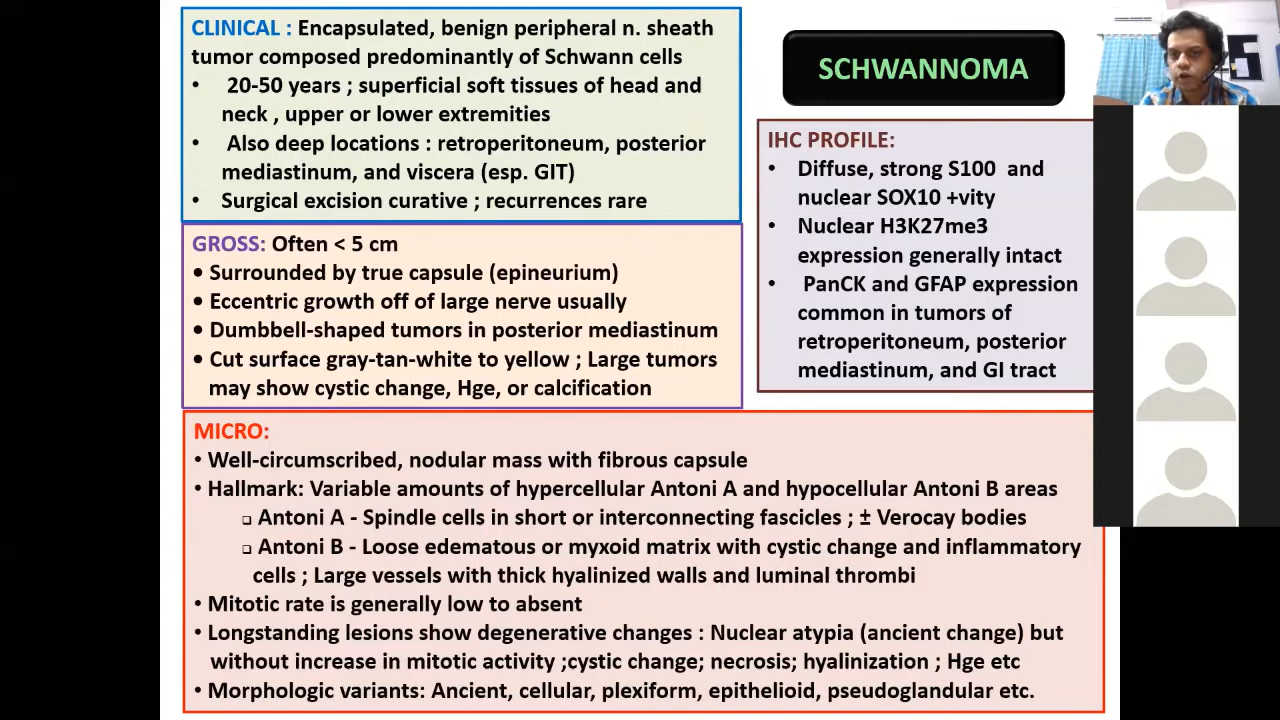 CLINICAL : Encapsulated, benign peripheral n. sheath
tumor composed predominantly of Schwann cells
• 20-50 years ; superficial soft tissues of head and
neck , upper or lower extremities
• Also deep locations : retroperitoneum, posterior
mediastinum, and viscera (esp. GIT)
• Surgical excision curative ; recurrences rare
GROSS: Often < 5 cm
• Surrounded by true capsule (epineurium)
• Eccentric growth off of large nerve usually
• Dumbbell-shaped tumors in posterior mediastinum
• Cut surface gray-tan-white to yellow ; Large tumors
may show cystic change, Hge, or calcification
SCHWANNOMA
IHC PROFILE:
• Diffuse, strong S100 and
nuclear SOX10 +vity
• Nuclear H3K27me3
expression generally intact
• PanCK and GFAP expression
common in tumors of
retroperitoneum, posterior
mediastinum, and GI tract
MICRO:
• Well-circumscribed, nodular mass with fibrous capsule
• Hallmark: Variable amounts of hypercellular Antoni A and hypocellular Antoni B areas
❑ Antoni A - Spindle cells in short or interconnecting fascicles ; ± Verocay bodies
❑ Antoni B - Loose edematous or myxoid matrix with cystic change and inflammatory
cells ; Large vessels with thick hyalinized walls and luminal thrombi
• Mitotic rate is generally low to absent
• Longstanding lesions show degenerative changes : Nuclear atypia (ancient change) but
without increase in mitotic activity ;cystic change; necrosis; hyalinization ; Hge etc
• Morphologic variants: Ancient, cellular, plexiform, epithelioid, pseudoglandular etc.